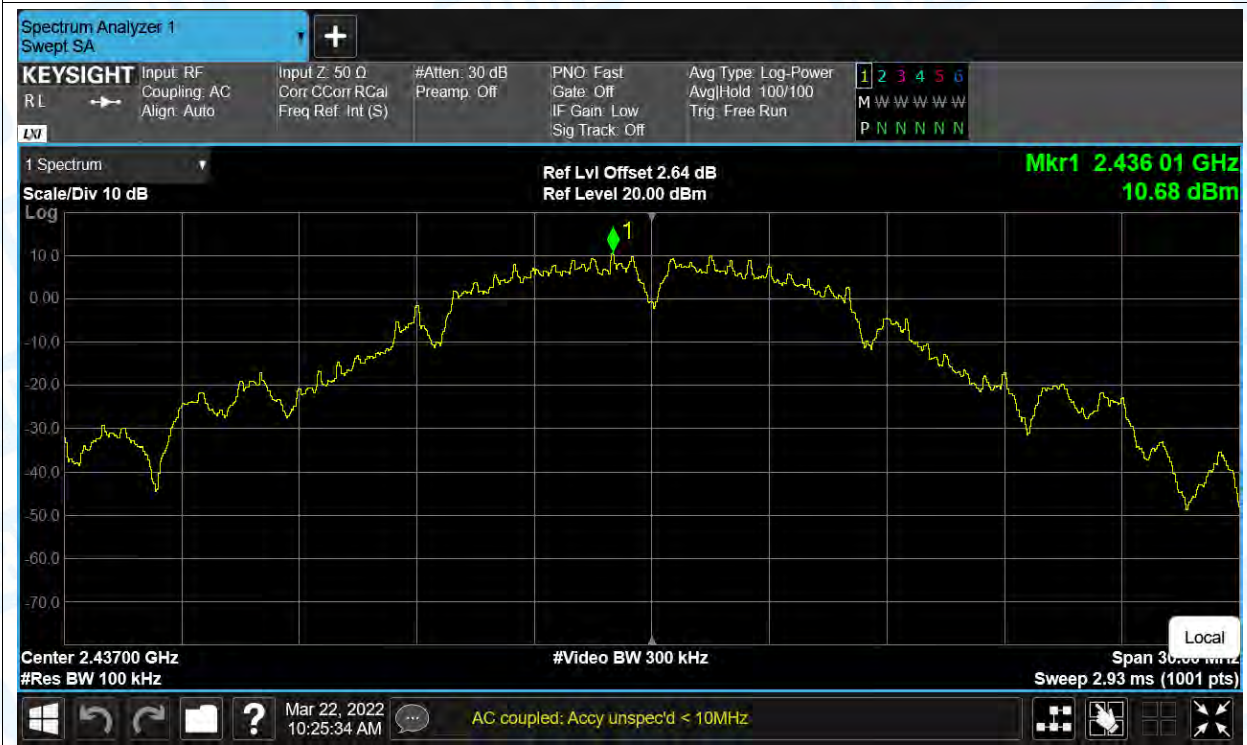 Spectrum Analyzer 1
Swept SA
+
KEYSIGHT
R L
LXI
Input: RF
Coupling: AC
Align: Auto
Input Z: 50 Ω
Corr CCorr RCal
Freq Ref: Int (S)
#Atten: 30 dB
Preamp: Off
PNO: Fast
Gate: Off
IF Gain: Low
Sig Track: Off
Avg Type: Log-Power
Avg|Hold: 100/100
Trig: Free Run
1 2 3 4 5 6
M W W W W W
P N N N N N
1 Spectrum
Scale/Div 10 dB
Log
Ref Lvl Offset 2.64 dB
Ref Level 20.00 dBm
Mkr1 2.436 01 GHz
10.68 dBm
1
10.0
0.00
-10.0
-20.0
-30.0
-40.0
-50.0
-60.0
-70.0
Local
Center 2.43700 GHz
#Video BW 300 kHz
Span 30.00 MHz
#Res BW 100 kHz
Sweep 2.93 ms (1001 pts)
?
Mar 22, 2022
10:25:34 AM
AC coupled: Accy unspec'd < 10MHz